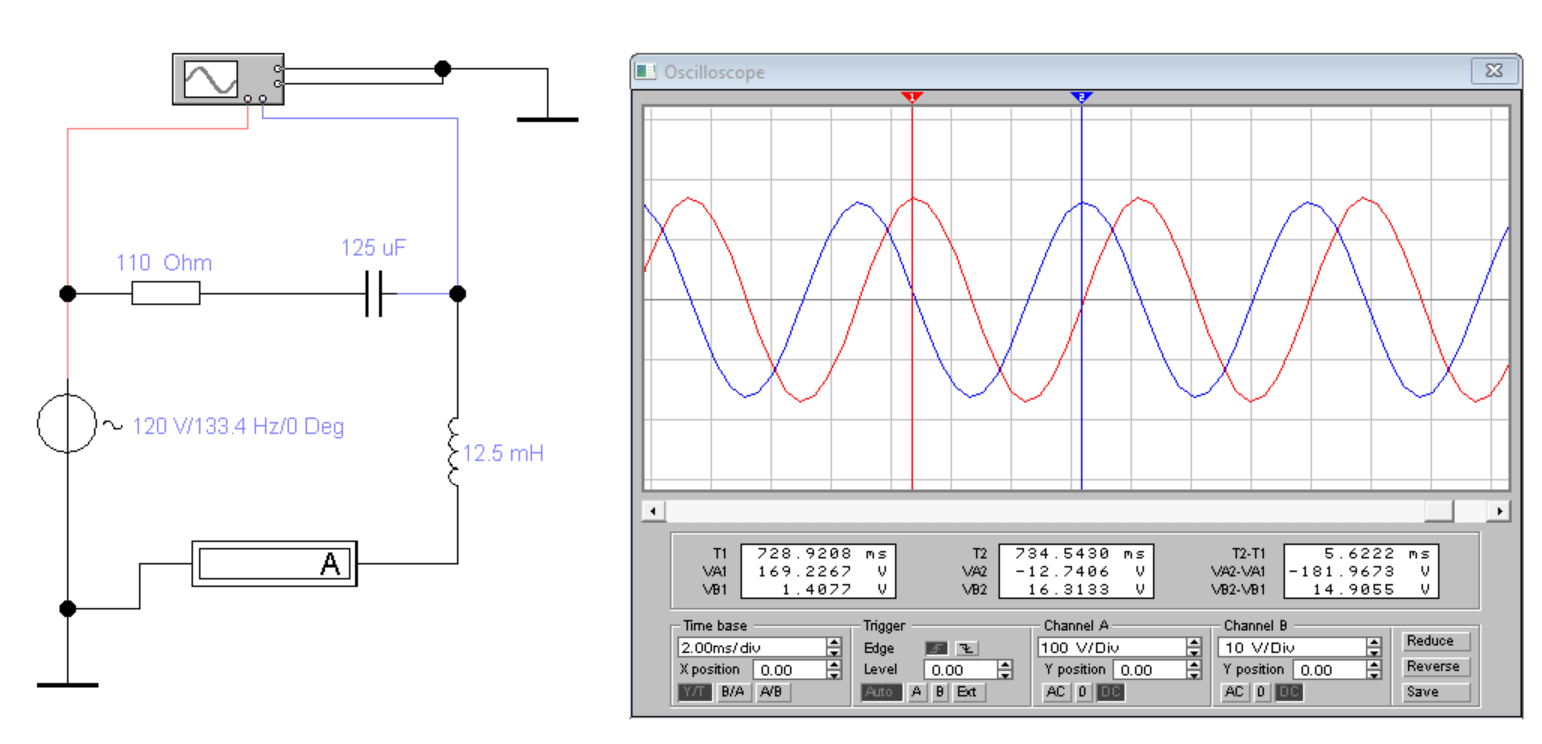 Oscilloscope
1 2
125 uF
110 Ohm
120 V/133.4 Hz/0 Deg
12.5 mH
A
T1 728.9208 ms T2 734.5430 ms T2-T1 5.6222 ms
VA1 169.2267 V VA2 -12.7406 V VA2-VA1 -181.9673 V
VB1 1.4077 V VB2 16.3133 V VB2-VB1 14.9055 V
Time base Trigger Channel A Channel B
2.00ms/div Edge 100 V/Div 10 V/Div Reduce
X position 0.00 Level 0.00 Y position 0.00 Y position 0.00 Reverse
Y/T B/A A/B Auto A B Ext AC 0 DC AC 0 DC Save